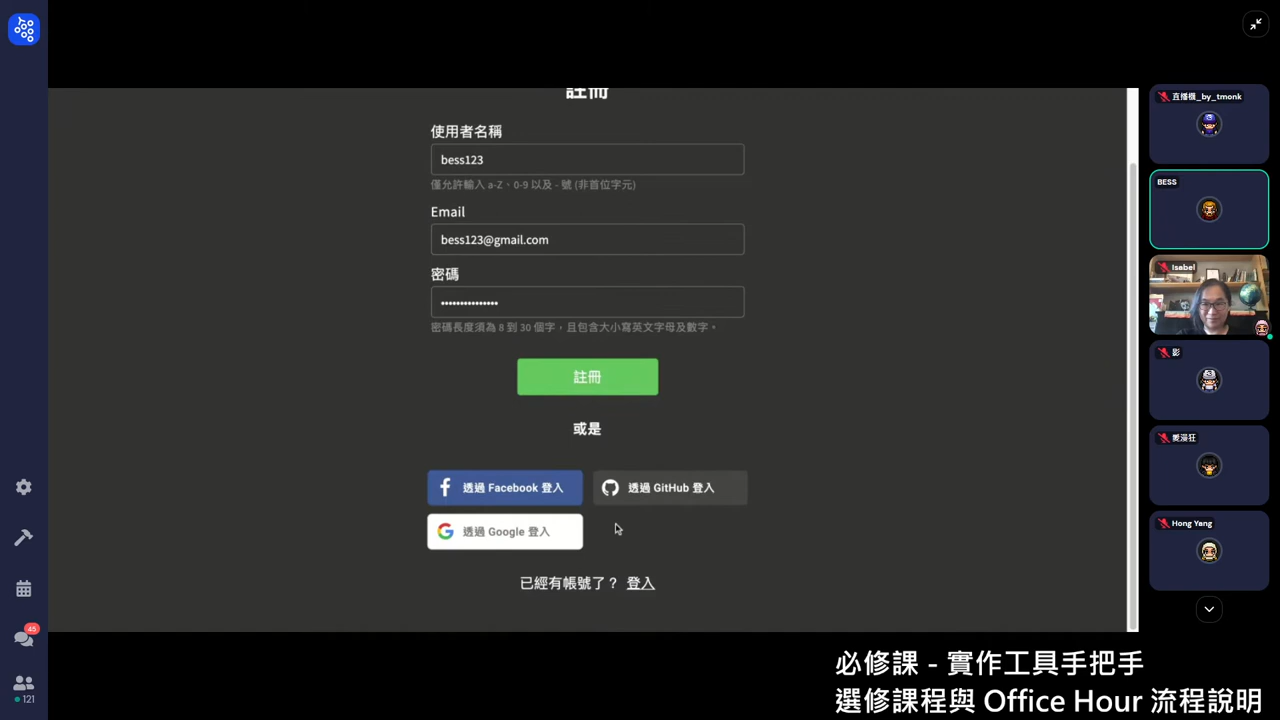 註冊
使用者名稱
bess123
僅允許輸入 a-Z、0-9 以及 - 號 (非首位字元)
Email
bess123@gmail.com
密碼
密碼長度須為 8 到 30 個字，且包含大小寫英文字母及數字。
註冊
或是
透過 Facebook 登入
透過 GitHub 登入
透過 Google 登入
已經有帳號了？ 登入
直播機_by_tmonk
BESS
Isabel
影
Hong Yang
45
121
必修課 - 實作工具手把手
選修課程與 Office Hour 流程說明